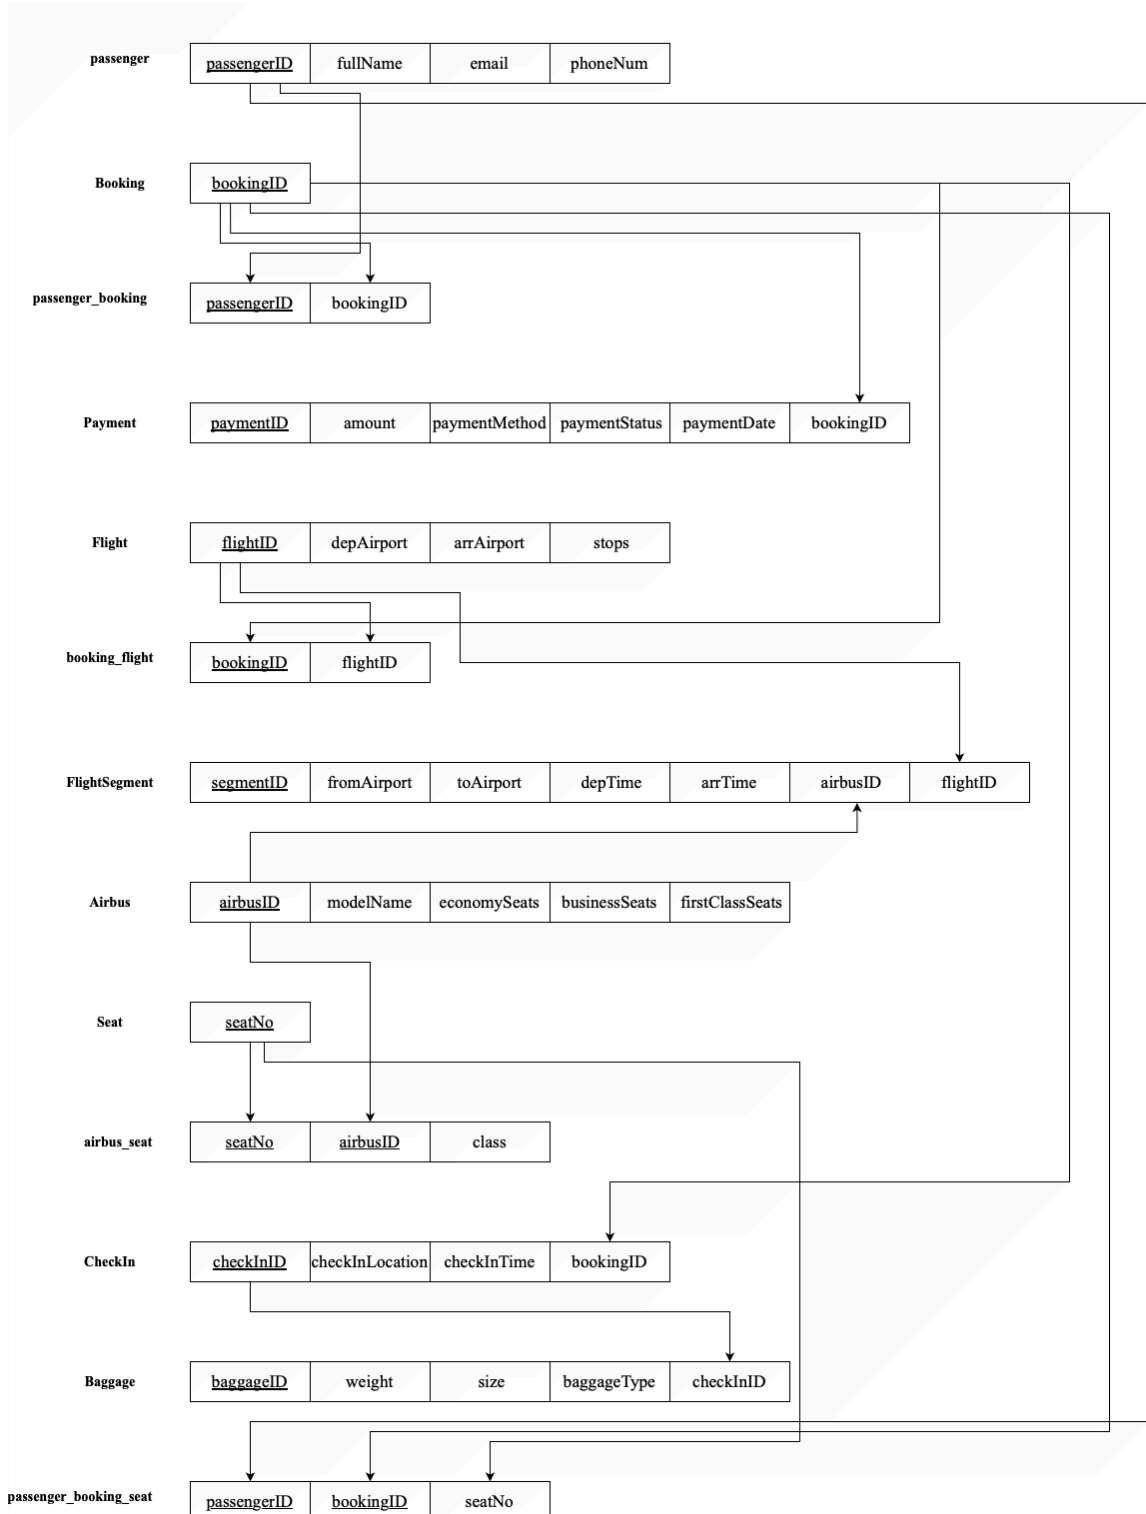 passenger passengerID fullName email phoneNum
Booking bookingID
passenger_booking passengerID bookingID
Payment paymentID amount paymentMethod paymentStatus paymentDate bookingID
Flight flightID depAirport arrAirport stops
booking_flight bookingID flightID
FlightSegment segmentID fromAirport toAirport depTime arrTime airbusID flightID
Airbus airbusID modelName economySeats businessSeats firstClassSeats
Seat seatNo
airbus_seat seatNo airbusID class
CheckIn checkInID checkInLocation checkInTime bookingID
Baggage baggageID weight size baggageType checkInID
passenger_booking_seat passengerID bookingID seatNo